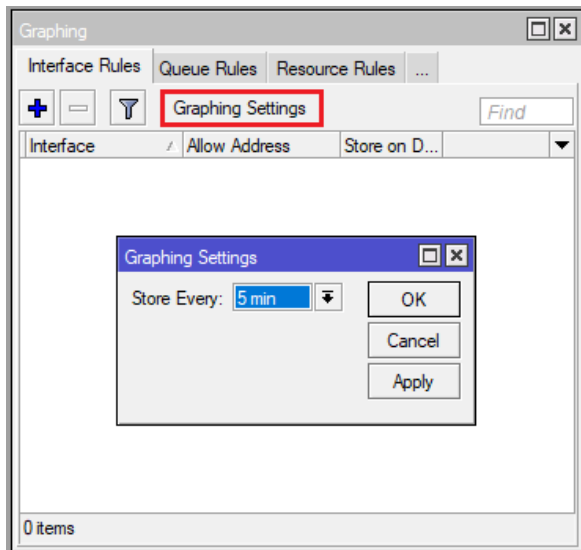 Graphing
Interface Rules Queue Rules Resource Rules ...
Graphing Settings Find
Interface Allow Address Store on D...
Graphing Settings
Store Every: 5 min OK
Cancel
Apply
0 items